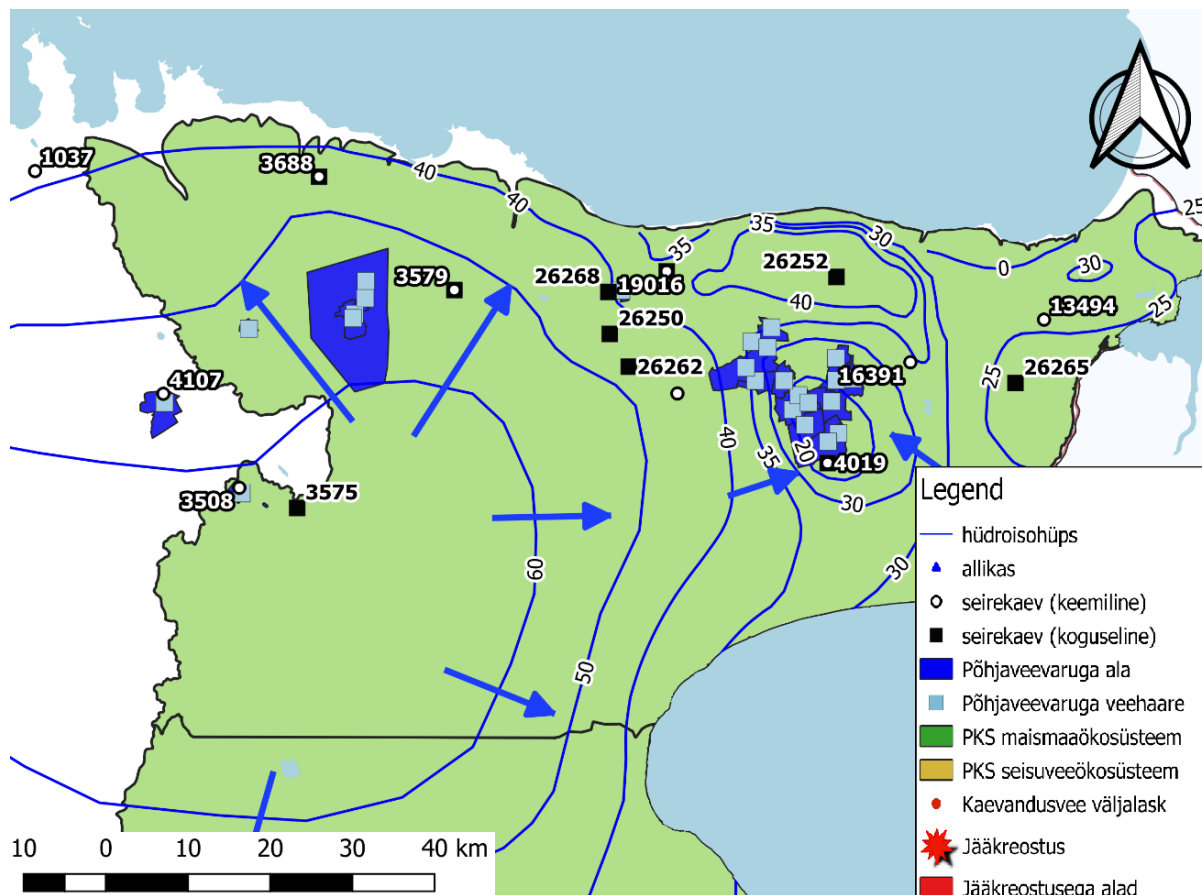 1037
3688
40
40
35
35
30
25
0
30
26252
26268
19016
3579
40
13494
25
26250
26262
16391
25
26265
4107
40
35
20
4019
3508
3575
30
30
60
50
Legend
hüdroisohüps
allikas
seirekaev (keemiline)
seirekaev (koguseline)
Põhjaveevaruga ala
Põhjaveevaruga veehaare
PKS maismaaökosüsteem
PKS seisuveeökosüsteem
Kaevandusvee väljalask
Jääkreostus
Jääkreostusega alad
10 0 10 20 30 40 km